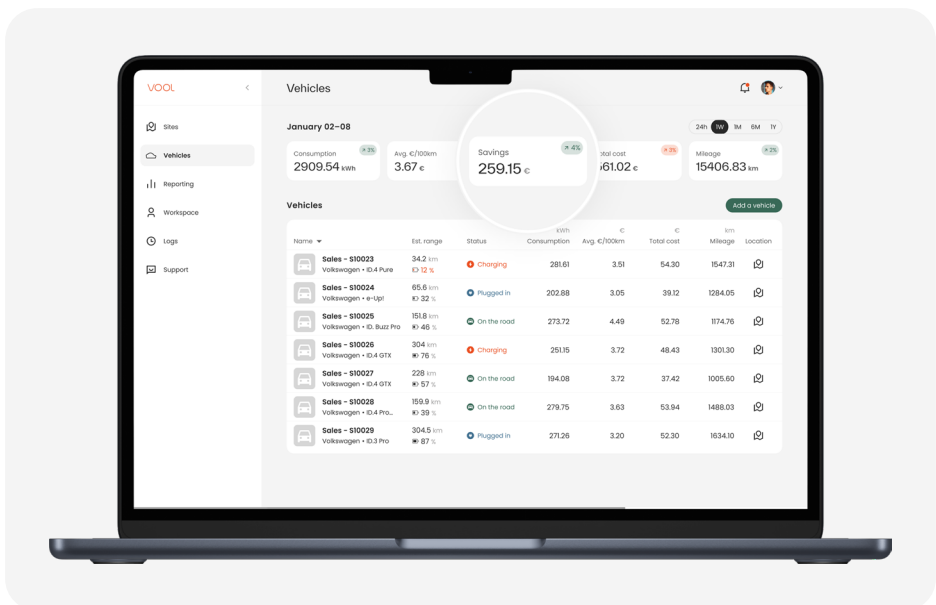 VOOL
Vehicles
Sites
Vehicles
Reporting
Workspace
Logs
Support
January 02–08
24h 1W 1M 6M 1Y
Consumption 3%
2909.54 kWh
Avg. €/100km
3.67 €
Savings 4%
259.15 €
cost 3%
61.02 €
Mileage 2%
15406.83 km
Vehicles
Add a vehicle
kWh € € km
Name Est. range Status Consumption Avg. €/100km Total cost Mileage Location
Sales - S10023 34.2 km Charging 281.61 3.51 54.30 1547.31
Volkswagen • ID.4 Pure 12 %
Sales - S10024 65.6 km Plugged in 202.88 3.05 39.12 1284.05
Volkswagen • e-Up! 32 %
Sales - S10025 151.8 km On the road 273.72 4.49 52.78 1174.76
Volkswagen • ID. Buzz Pro 46 %
Sales - S10026 304 km Charging 251.15 3.72 48.43 1301.30
Volkswagen • ID.4 GTX 76 %
Sales - S10027 228 km On the road 194.08 3.72 37.42 1005.60
Volkswagen • ID.4 GTX 57 %
Sales - S10028 159.9 km On the road 279.75 3.63 53.94 1488.03
Volkswagen • ID.4 Pro... 39 %
Sales - S10029 304.5 km Plugged in 271.26 3.20 52.30 1634.10
Volkswagen • ID.3 Pro 87 %